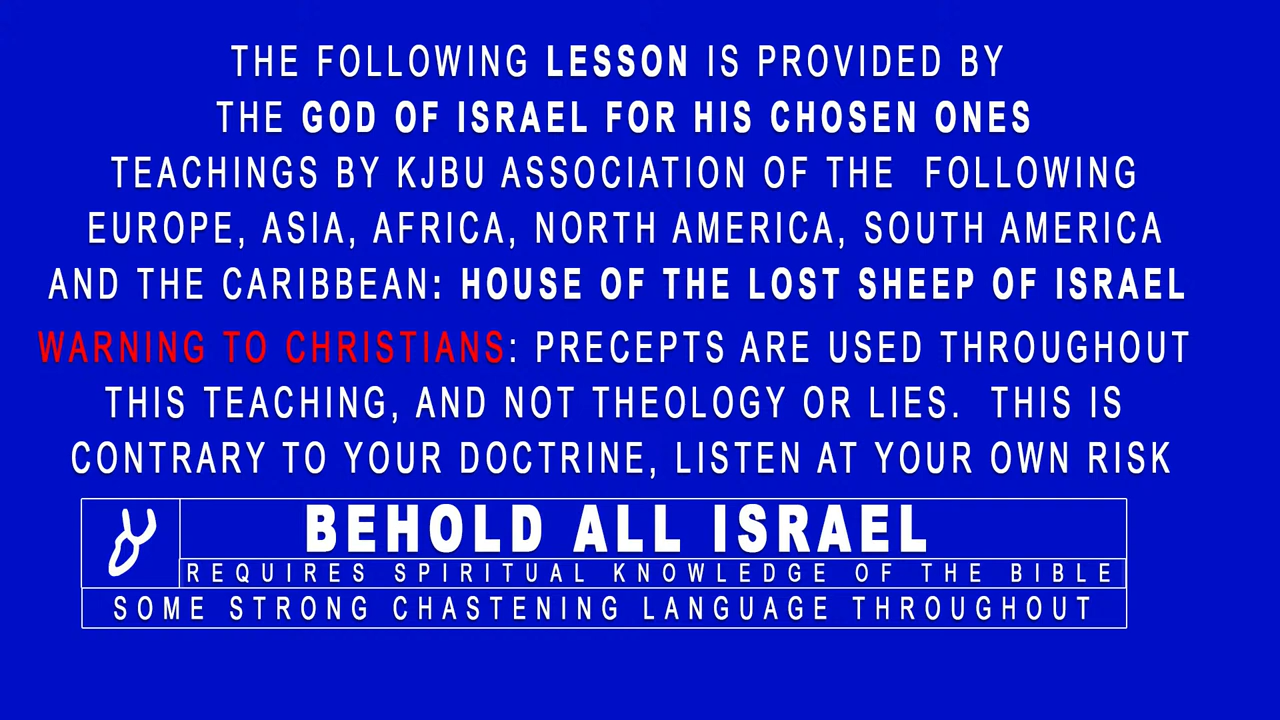 THE FOLLOWING LESSON IS PROVIDED BY
THE GOD OF ISRAEL FOR HIS CHOSEN ONES
TEACHINGS BY KJBU ASSOCIATION OF THE FOLLOWING
EUROPE, ASIA, AFRICA, NORTH AMERICA, SOUTH AMERICA
AND THE CARIBBEAN: HOUSE OF THE LOST SHEEP OF ISRAEL
WARNING TO CHRISTIANS: PRECEPTS ARE USED THROUGHOUT
THIS TEACHING, AND NOT THEOLOGY OR LIES. THIS IS
CONTRARY TO YOUR DOCTRINE, LISTEN AT YOUR OWN RISK
BEHOLD ALL ISRAEL
REQUIRES SPIRITUAL KNOWLEDGE OF THE BIBLE
SOME STRONG CHASTENING LANGUAGE THROUGHOUT